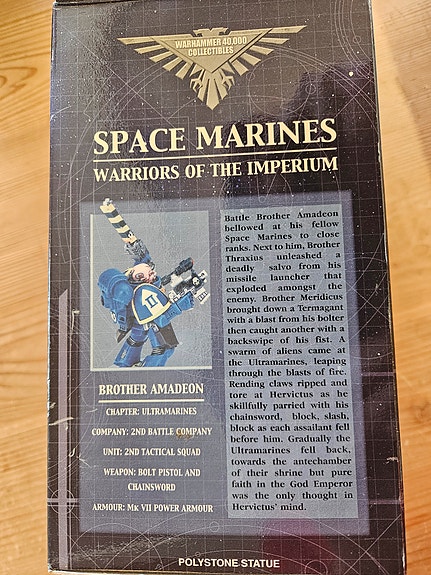 WARHAMMER 40,000
COLLECTIBLES
SPACE MARINES
WARRIORS OF THE IMPERIUM
BROTHER AMADEON
CHAPTER: ULTRAMARINES
COMPANY: 2ND BATTLE COMPANY
UNIT: 2ND TACTICAL SQUAD
WEAPON: BOLT PISTOL AND
CHAINSWORD
ARMOUR: MK VII POWER ARMOUR
Battle Brother Amadeon
bellowed at his fellow
Space Marines to close
ranks. Next to him, Brother
Thraxius unleashed a
deadly salvo from his
missile launcher that
exploded amongst the
enemy. Brother Meridicus
brought down a Termagant
with a blast from his bolter
then caught another with a
backswipe of his fist. A
swarm of aliens came at
the Ultramarines, leaping
through the blasts of fire.
Rending claws ripped and
tore at Hervictus as he
skillfully parried with his
chainsword, block, slash,
block as each assailant fell
before him. Gradually the
Ultramarines fell back,
towards the antechamber
of their shrine but pure
faith in the God Emperor
was the only thought in
Hervictus' mind.
POLYSTONE STATUE